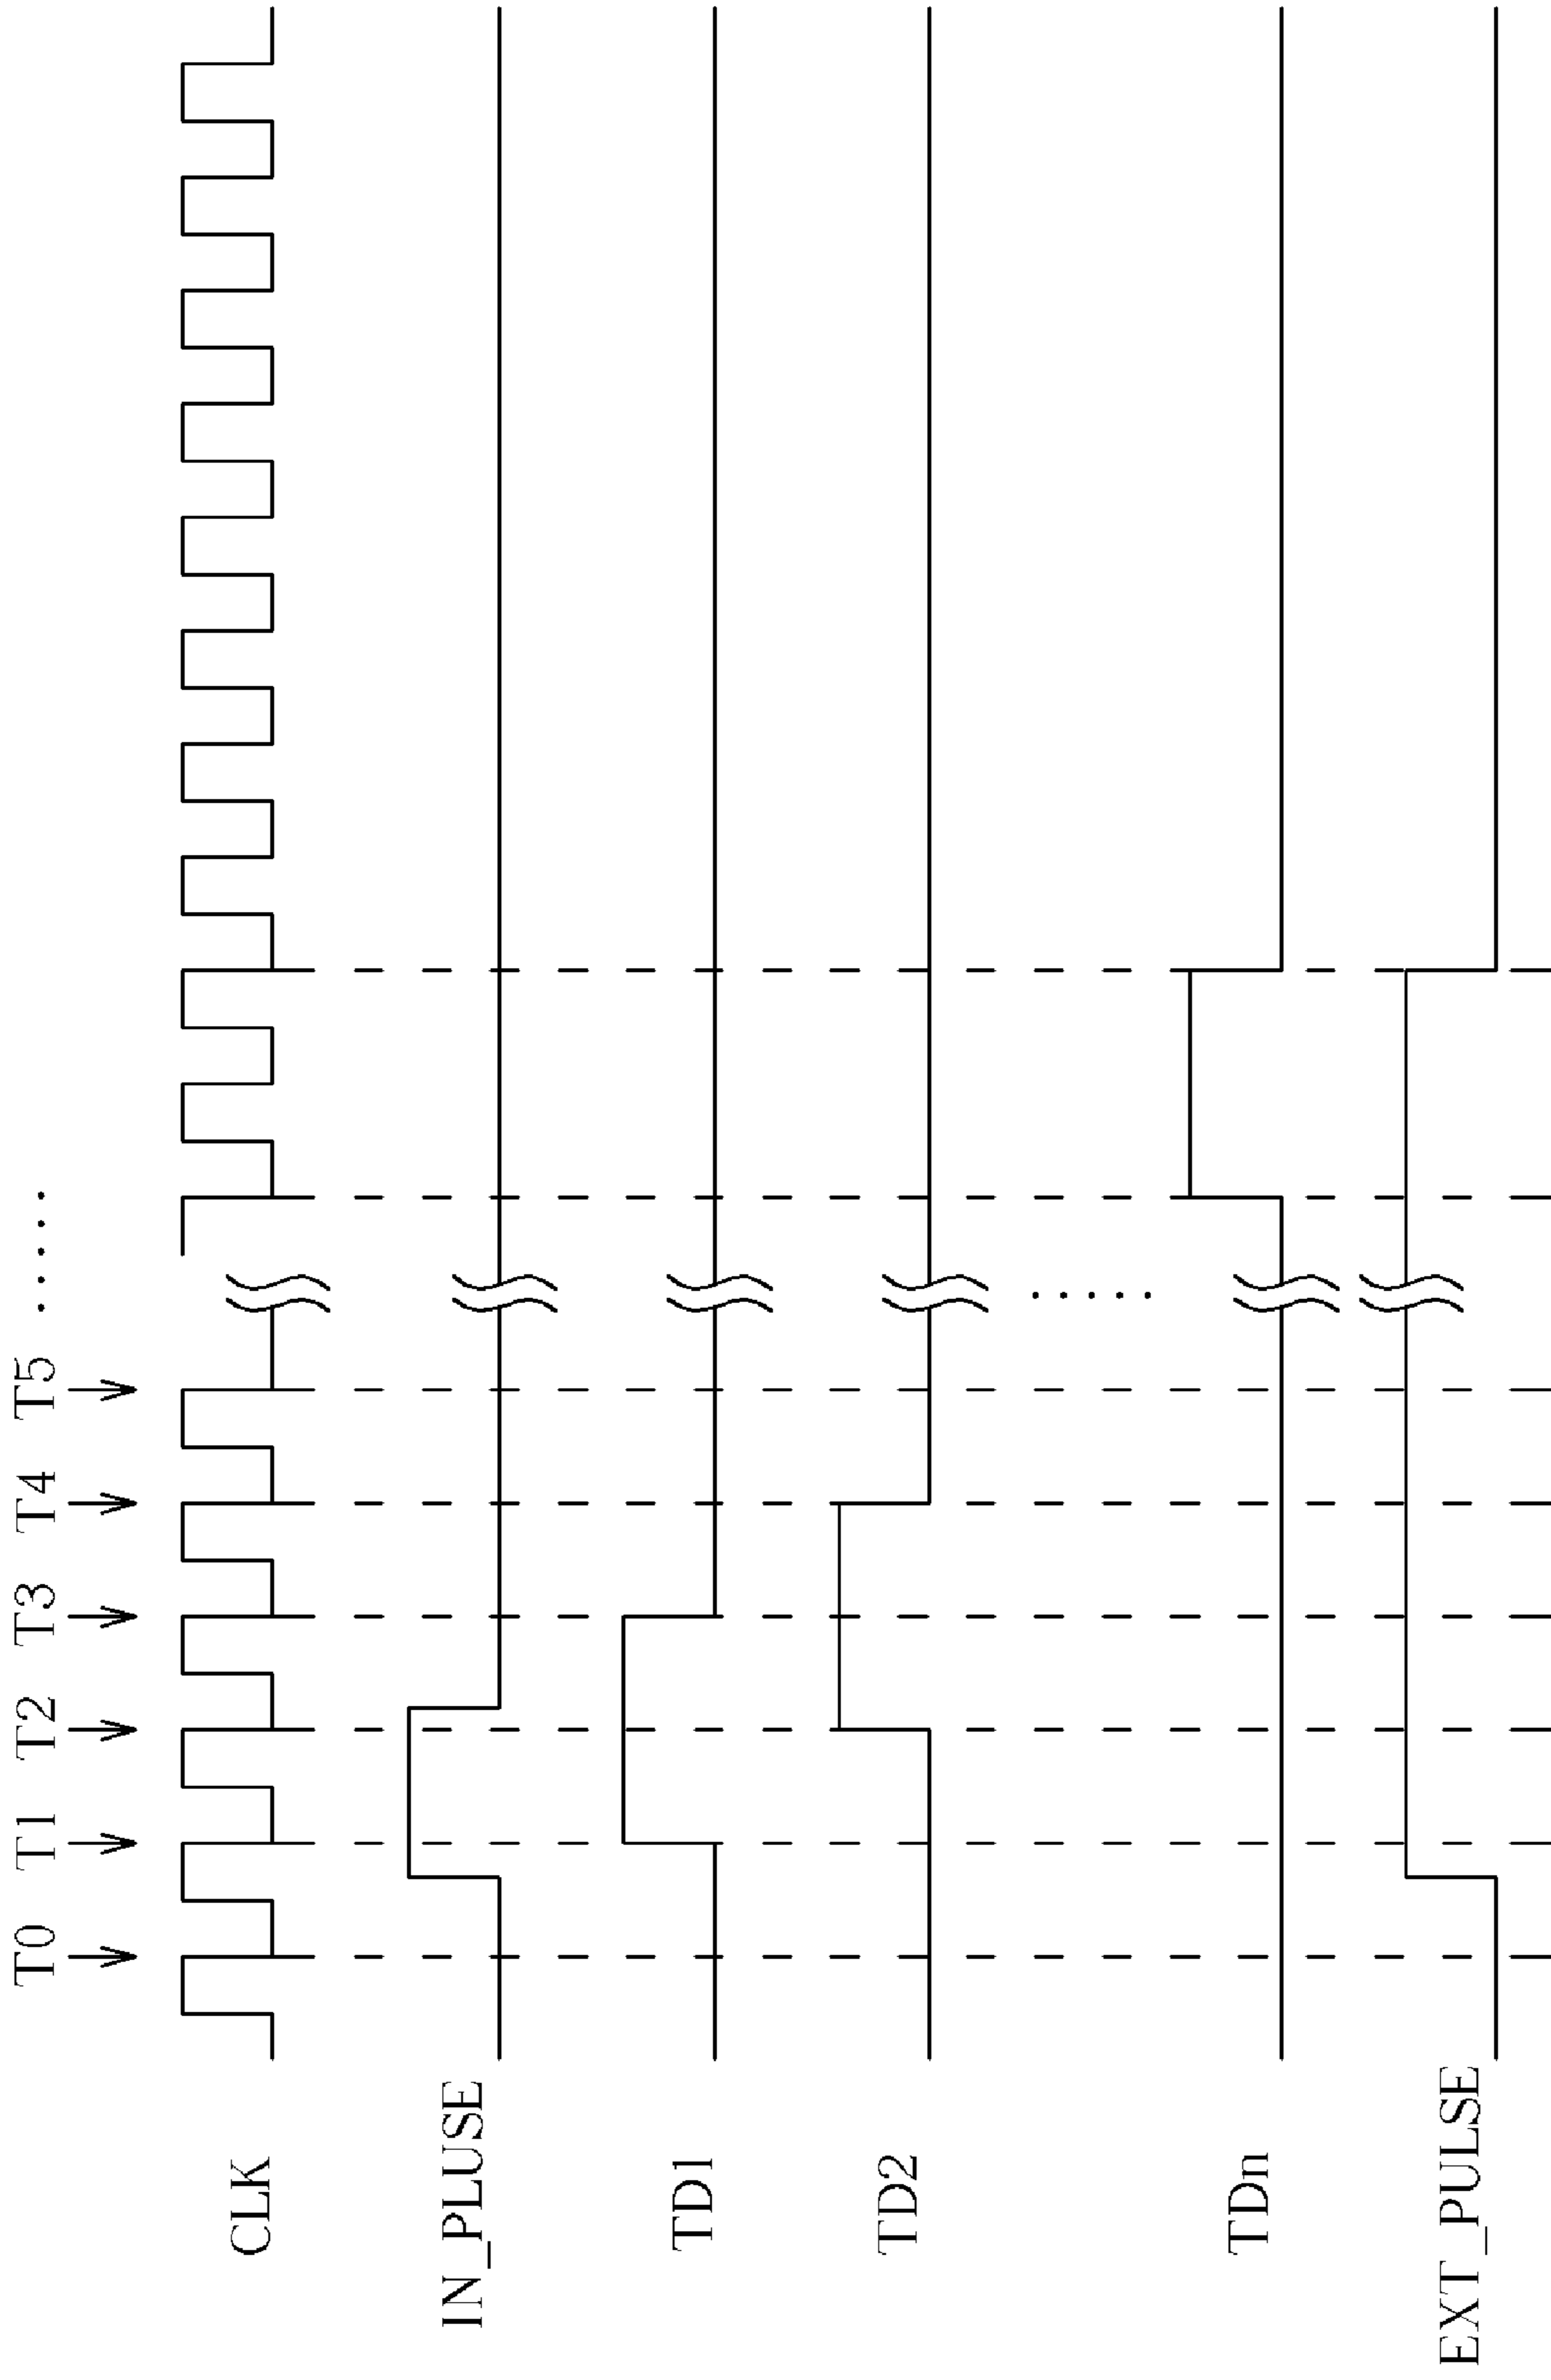 T0 T1 T2 T3 T4 T5 .....
CLK
IN_PLUSE
TD1
TD2
.....
TDn
EXT_PULSE